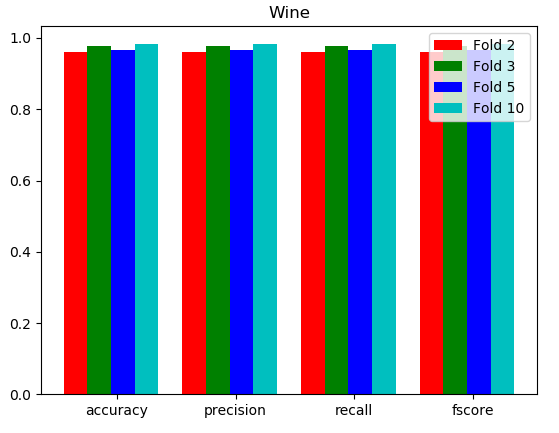 Wine
1.0
0.8
0.6
0.4
0.2
0.0
accuracy
precision
recall
fscore
Fold 2
Fold 3
Fold 5
Fold 10